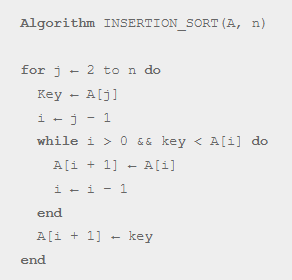 Algorithm INSERTION_SORT(A, n)
for j ← 2 to n do
Key ← A[j]
i ← j - 1
while i > 0 && key < A[i] do
A[i + 1] ← A[i]
i ← i - 1
end
A[i + 1] ← key
end